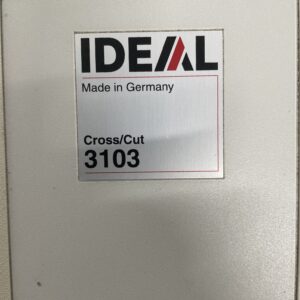 IDEAL
Made in Germany
Cross/Cut
3103